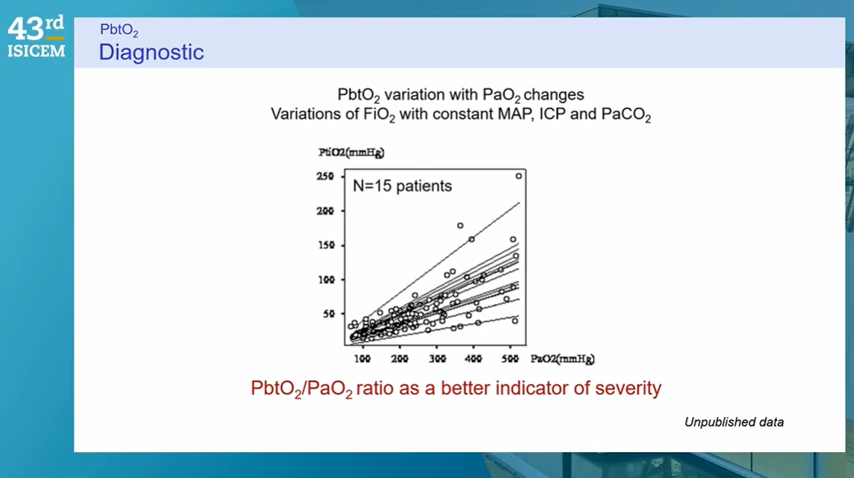 43rd
ISICEM
PbtO₂
Diagnostic
PbtO₂ variation with PaO₂ changes
Variations of FiO₂ with constant MAP, ICP and PaCO₂
PtiO2(mmHg)
N=15 patients
250
200
150
100
50
100 200 300 400 500 PaO2(mmHg)
PbtO₂/PaO₂ ratio as a better indicator of severity
Unpublished data